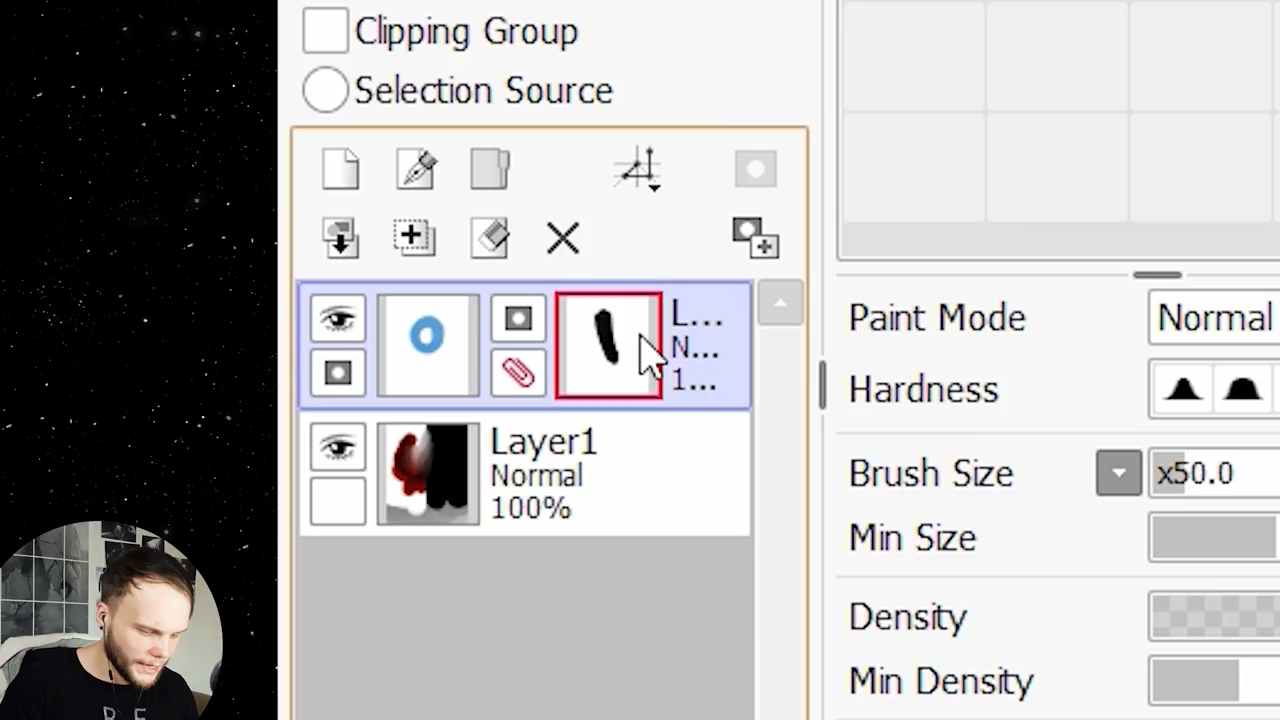 Clipping Group
Selection Source
L...
N...
1...
Layer1
Normal
100%
Paint Mode
Normal
Hardness
Brush Size
x50.0
Min Size
Density
Min Density